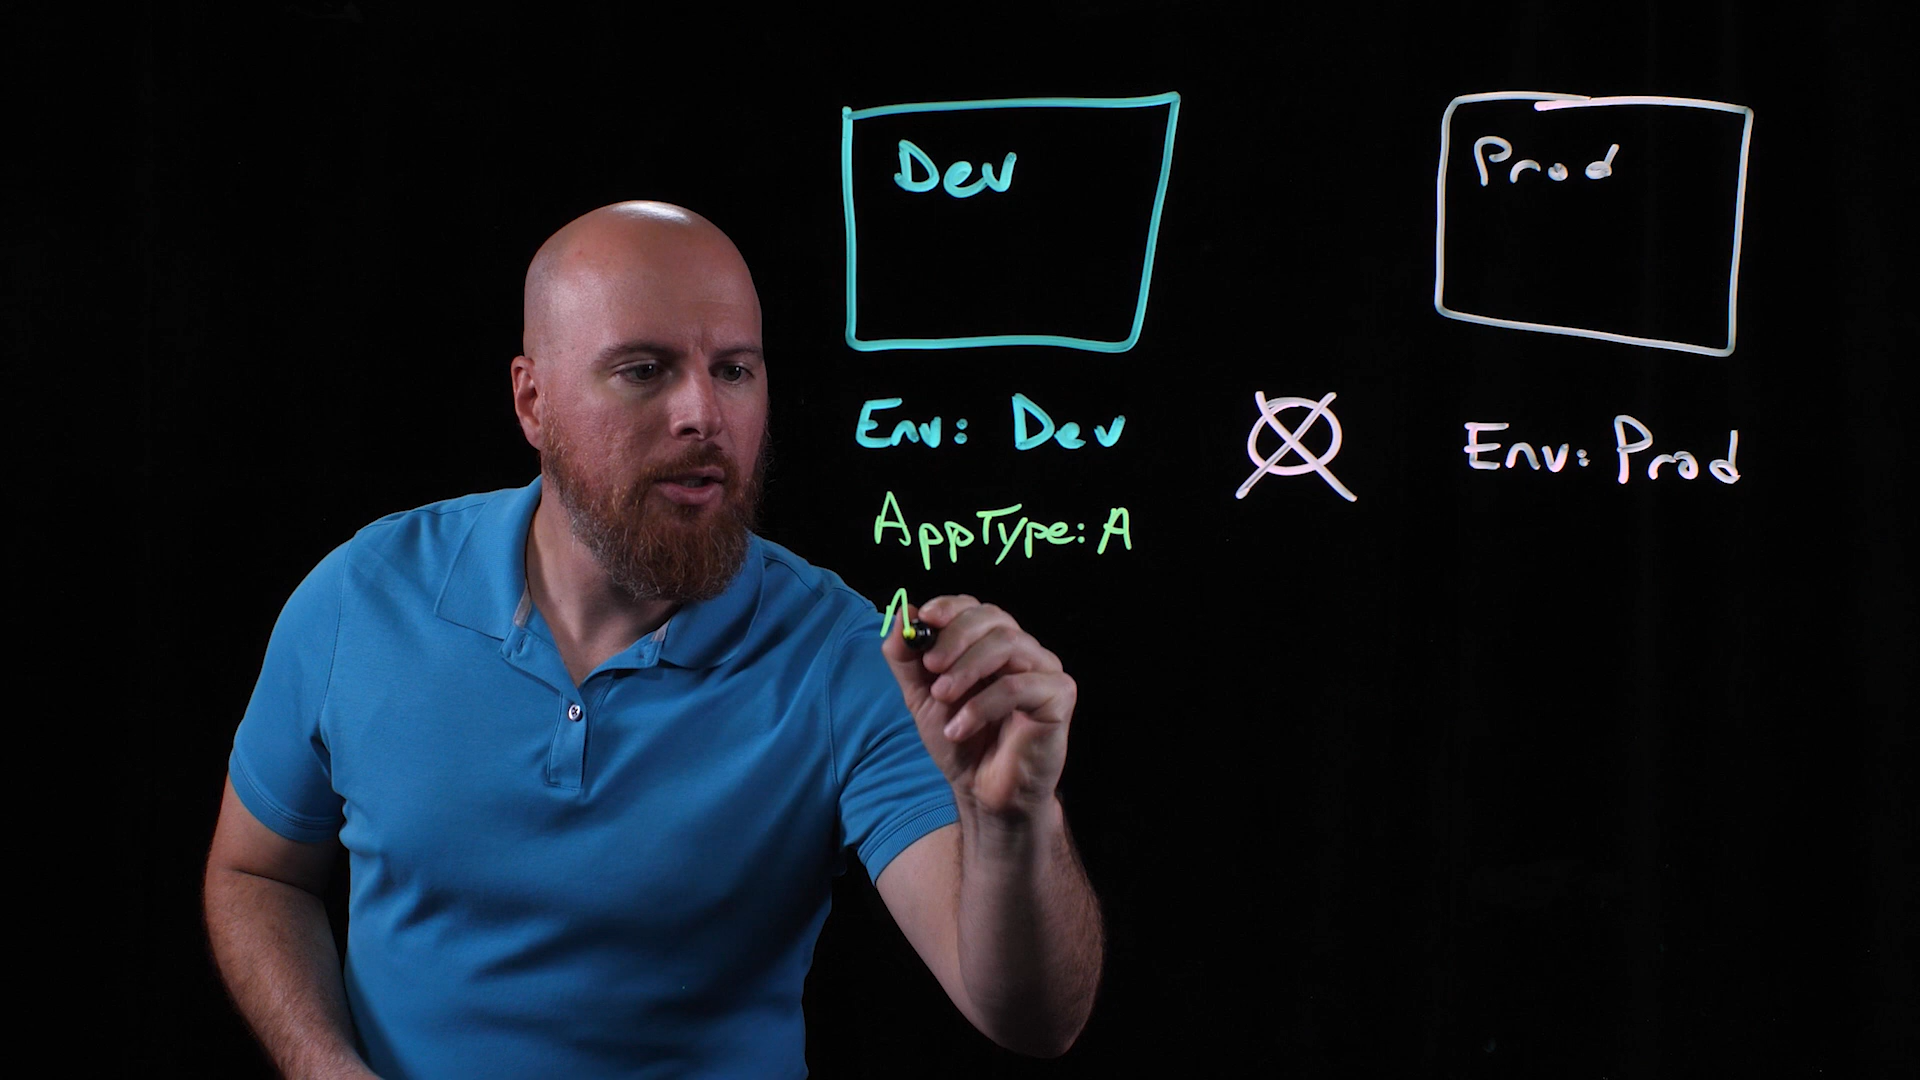 Dev
Prod
Env: Dev
Env: Prod
AppType: A
A